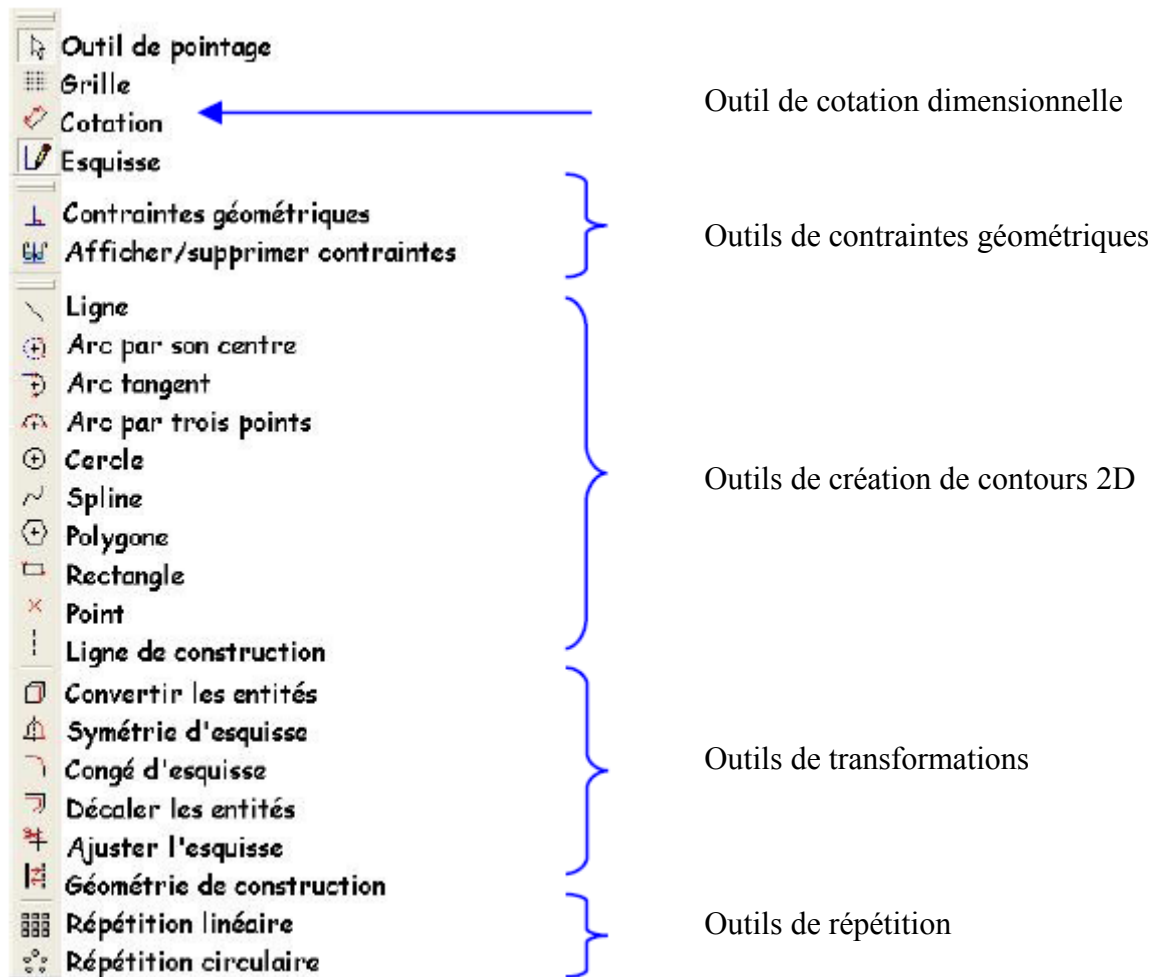 Outil de pointage
Grille
Cotation
Outil de cotation dimensionnelle
Esquisse
Contraintes géométriques
Afficher/supprimer contraintes
Outils de contraintes géométriques
Ligne
Arc par son centre
Arc tangent
Arc par trois points
Cercle
Spline
Polygone
Rectangle
Point
Ligne de construction
Outils de création de contours 2D
Convertir les entités
Symétrie d'esquisse
Congé d'esquisse
Décaler les entités
Ajuster l'esquisse
Géométrie de construction
Outils de transformations
Répétition linéaire
Répétition circulaire
Outils de répétition